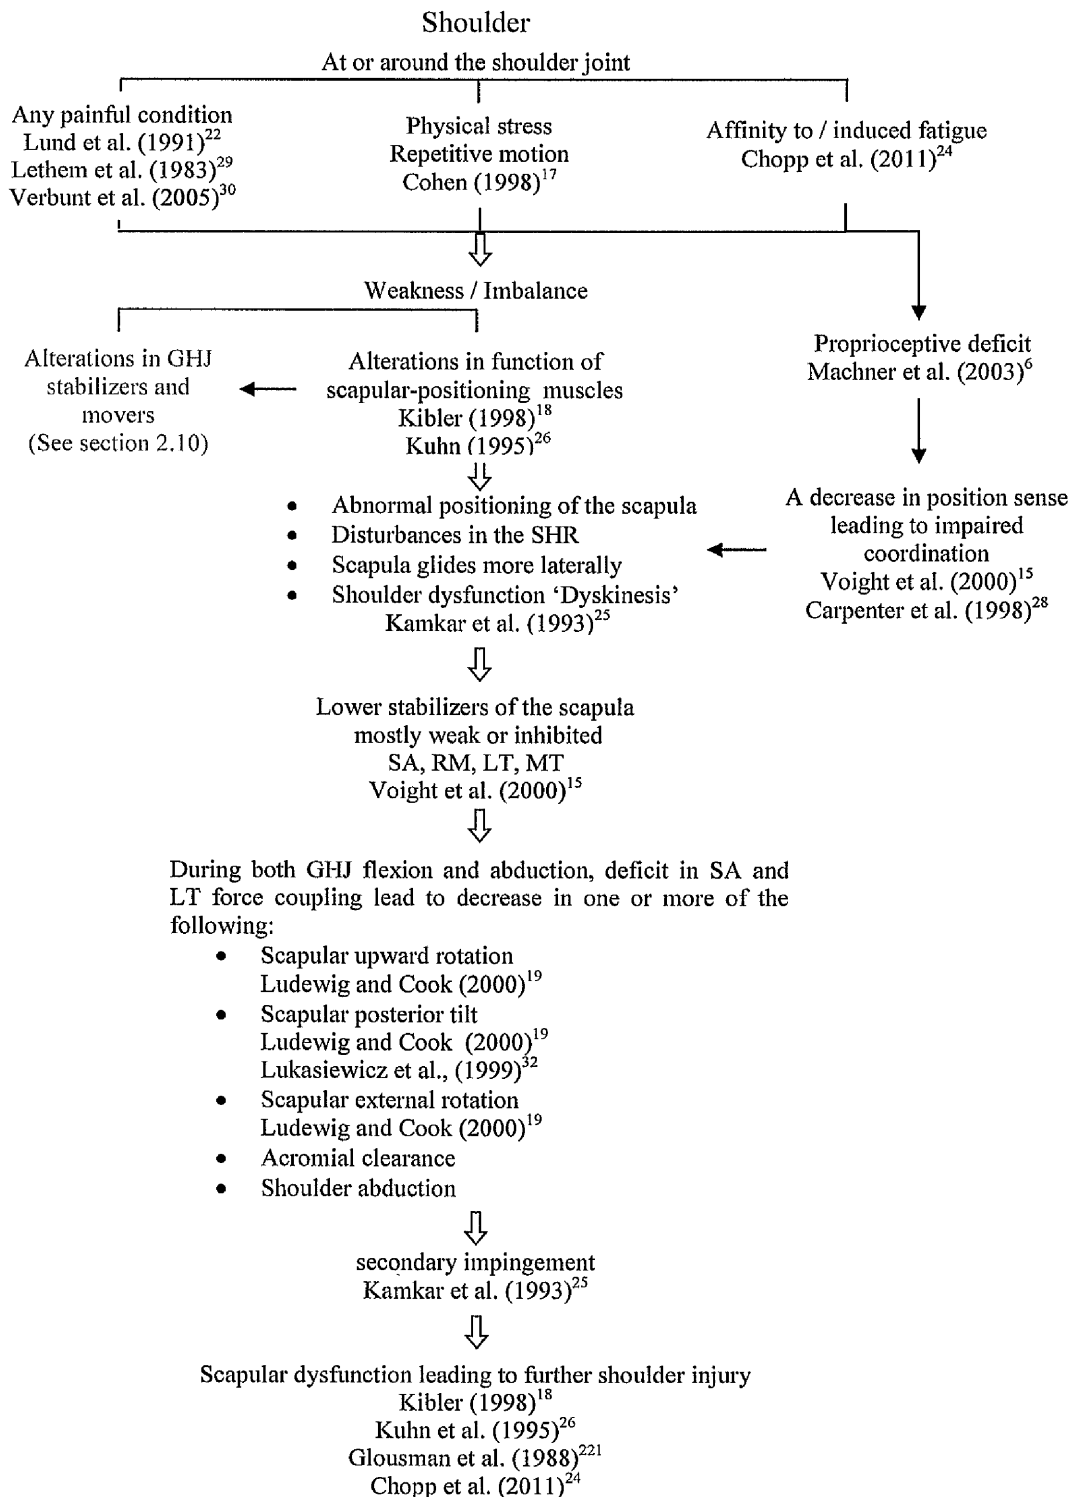 Shoulder
At or around the shoulder joint
Any painful condition
Lund et al. (1991)22
Lethem et al. (1983)29
Verbunt et al. (2005)30
Physical stress
Repetitive motion
Cohen (1998)17
Affinity to / induced fatigue
Chopp et al. (2011)24
Weakness / Imbalance
Alterations in GHJ
stabilizers and
movers
(See section 2.10)
Alterations in function of
scapular-positioning muscles
Kibler (1998)18
Kuhn (1995)26
Proprioceptive deficit
Machner et al. (2003)6
• Abnormal positioning of the scapula
• Disturbances in the SHR
• Scapula glides more laterally
• Shoulder dysfunction ‘Dyskinesis’
Kamkar et al. (1993)25
A decrease in position sense
leading to impaired
coordination
Voight et al. (2000)15
Carpenter et al. (1998)28
Lower stabilizers of the scapula
mostly weak or inhibited
SA, RM, LT, MT
Voight et al. (2000)15
During both GHJ flexion and abduction, deficit in SA and
LT force coupling lead to decrease in one or more of the
following:
• Scapular upward rotation
Ludewig and Cook (2000)19
• Scapular posterior tilt
Ludewig and Cook (2000)19
Lukasiewicz et al., (1999)32
• Scapular external rotation
Ludewig and Cook (2000)19
• Acromial clearance
• Shoulder abduction
secondary impingement
Kamkar et al. (1993)25
Scapular dysfunction leading to further shoulder injury
Kibler (1998)18
Kuhn et al. (1995)26
Glousman et al. (1988)221
Chopp et al. (2011)24